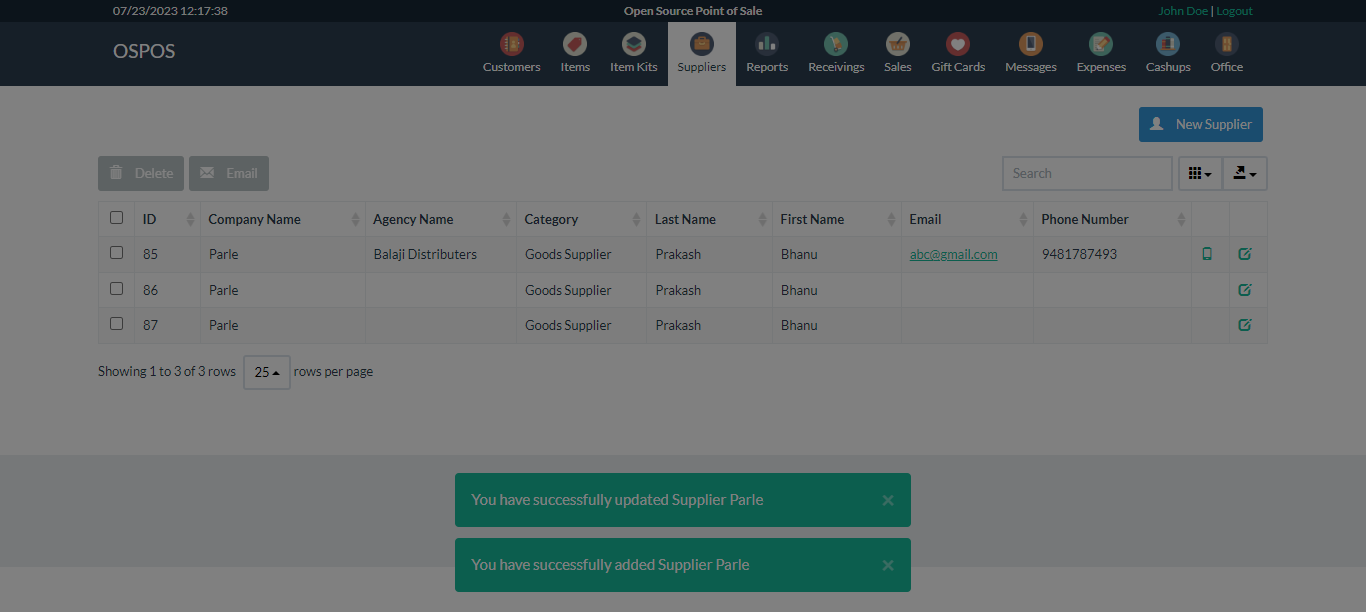 07/23/2023 12:17:38 Open Source Point of Sale John Doe | Logout
OSPOS
Customers Items Item Kits Suppliers Reports Receivings Sales Gift Cards Messages Expenses Cashups Office
New Supplier
Delete Email Search
ID Company Name Agency Name Category Last Name First Name Email Phone Number
85 Parle Balaji Distributers Goods Supplier Prakash Bhanu abc@gmail.com 9481787493
86 Parle Goods Supplier Prakash Bhanu
87 Parle Goods Supplier Prakash Bhanu
Showing 1 to 3 of 3 rows 25 rows per page
You have successfully updated Supplier Parle ×
You have successfully added Supplier Parle ×